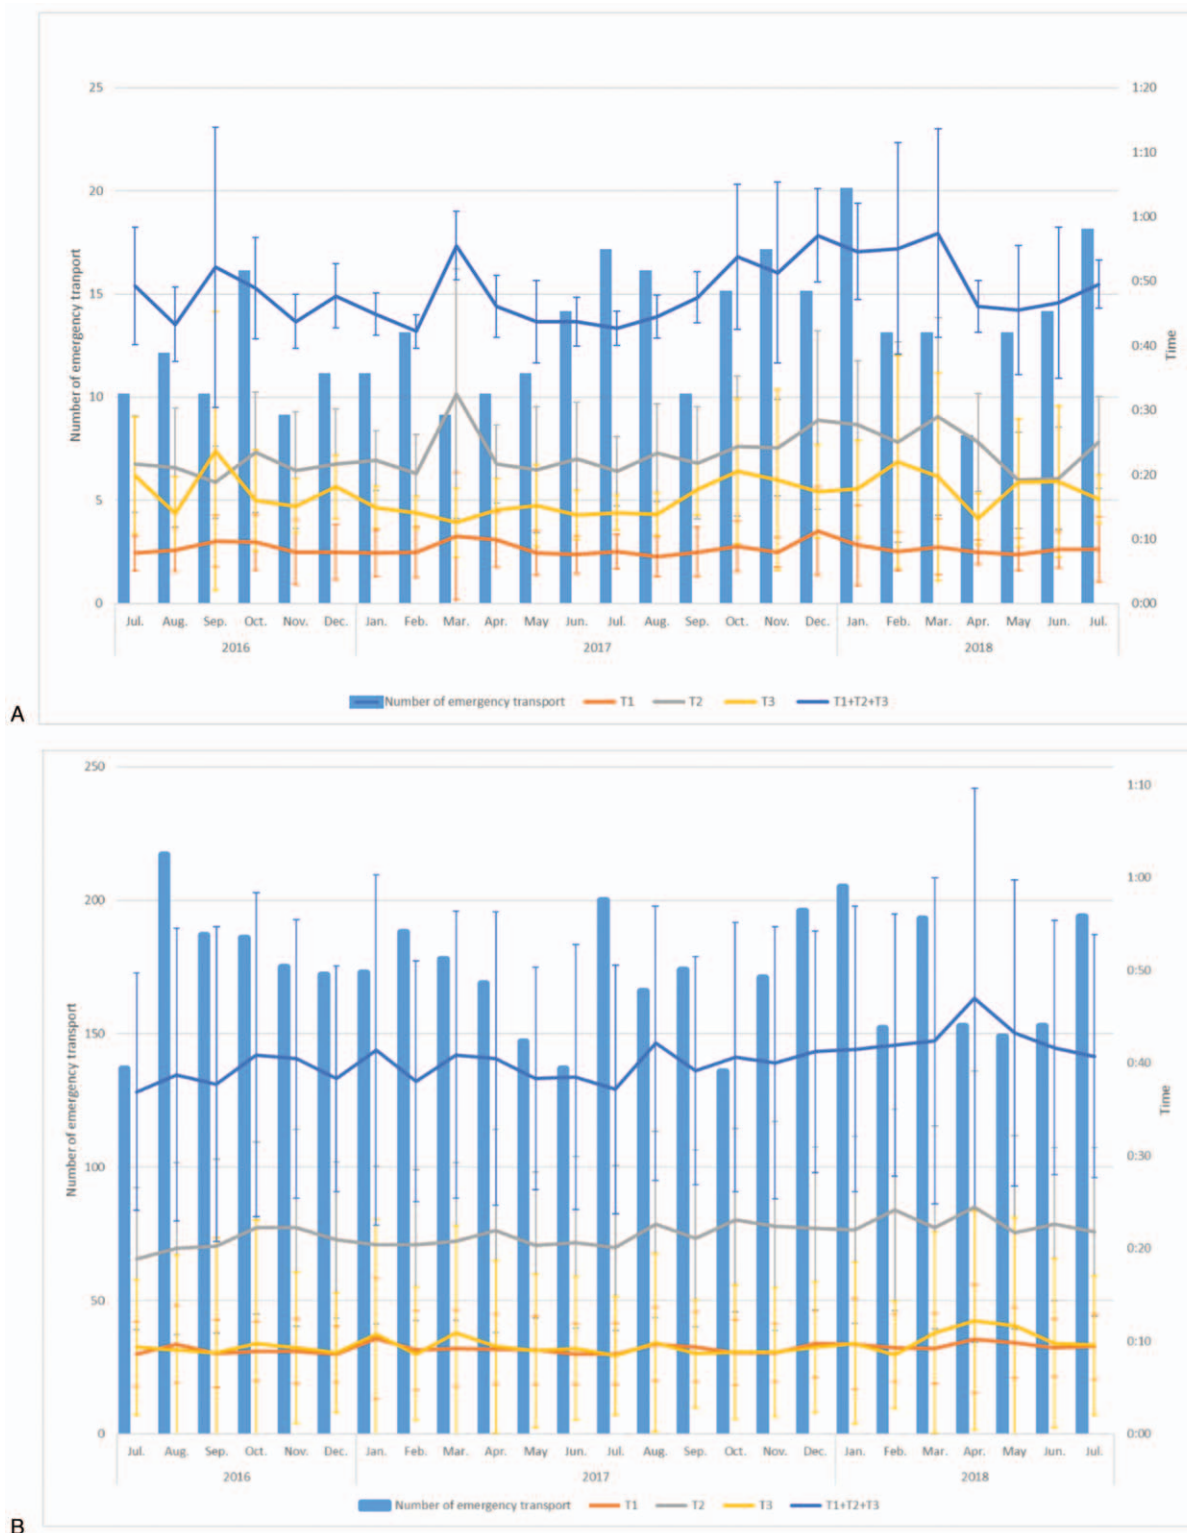 25
20
15
10
5
0
Number of emergency tranport
1:20
1:10
1:00
0:50
0:40
0:30
0:20
0:10
0:00
Time
Jul. Aug. Sep. Oct. Nov. Dec. Jan. Feb. Mar. Apr. May Jun. Jul. Aug. Sep. Oct. Nov. Dec. Jan. Feb. Mar. Apr. May Jun. Jul.
2016 2017 2018
Number of emergency tranport T1 T2 T3 T1+T2+T3
A
250
200
150
100
50
0
Number of emergency tranport
1:10
1:00
0:50
0:40
0:30
0:20
0:10
0:00
Time
Jul. Aug. Sep. Oct. Nov. Dec. Jan. Feb. Mar. Apr. May Jun. Jul. Aug. Sep. Oct. Nov. Dec. Jan. Feb. Mar. Apr. May Jun. Jul.
2016 2017 2018
Number of emergency transport T1 T2 T3 T1+T2+T3
B